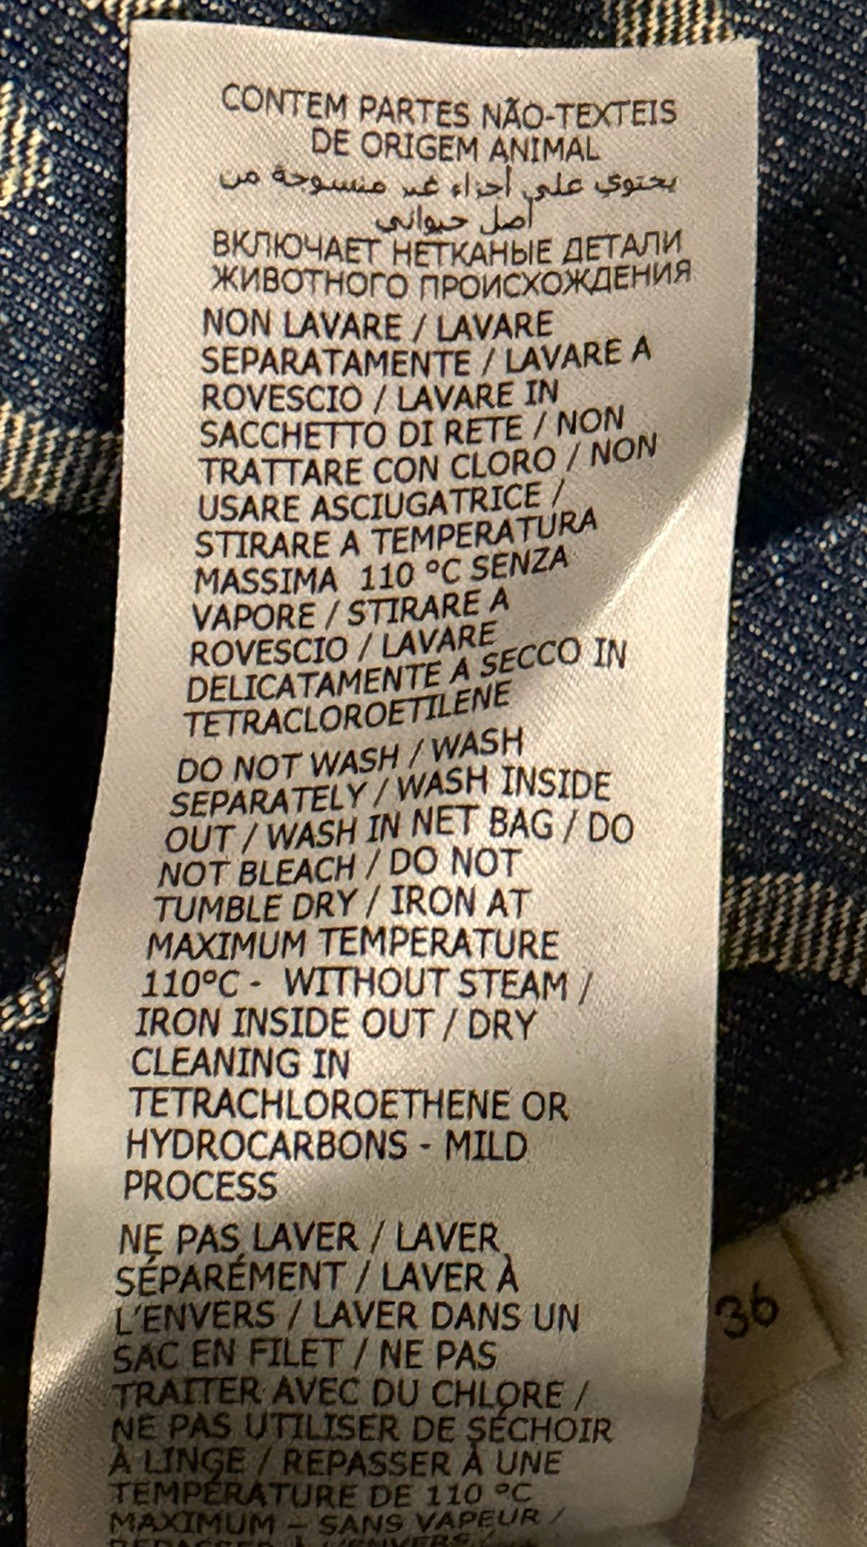 CONTEM PARTES NÃO-TEXTEIS
DE ORIGEM ANIMAL
يحتوي على أجزاء غير منسوجة من
أصل حيواني
ВКЛЮЧАЕТ НЕТКАНЫЕ ДЕТАЛИ
ЖИВОТНОГО ПРОИСХОЖДЕНИЯ
NON LAVARE / LAVARE
SEPARATAMENTE / LAVARE A
ROVESCIO / LAVARE IN
SACCHETTO DI RETE / NON
TRATTARE CON CLORO / NON
USARE ASCIUGATRICE /
STIRARE A TEMPERATURA
MASSIMA 110 °C SENZA
VAPORE / STIRARE A
ROVESCIO / LAVARE
DELICATAMENTE A SECCO IN
TETRACLOROETILENE
DO NOT WASH / WASH
SEPARATELY / WASH INSIDE
OUT / WASH IN NET BAG / DO
NOT BLEACH / DO NOT
TUMBLE DRY / IRON AT
MAXIMUM TEMPERATURE
110°C - WITHOUT STEAM /
IRON INSIDE OUT / DRY
CLEANING IN
TETRACHLOROETHENE OR
HYDROCARBONS - MILD
PROCESS
NE PAS LAVER / LAVER
SÉPARÉMENT / LAVER À
L'ENVERS / LAVER DANS UN
SAC EN FILET / NE PAS
TRAITER AVEC DU CHLORE /
NE PAS UTILISER DE SÉCHOIR
À LINGE / REPASSER À UNE
TEMPÉRATURE DE 110 °C
MAXIMUM - SANS VAPEUR /
REPASSER À L'ENVERS /
36